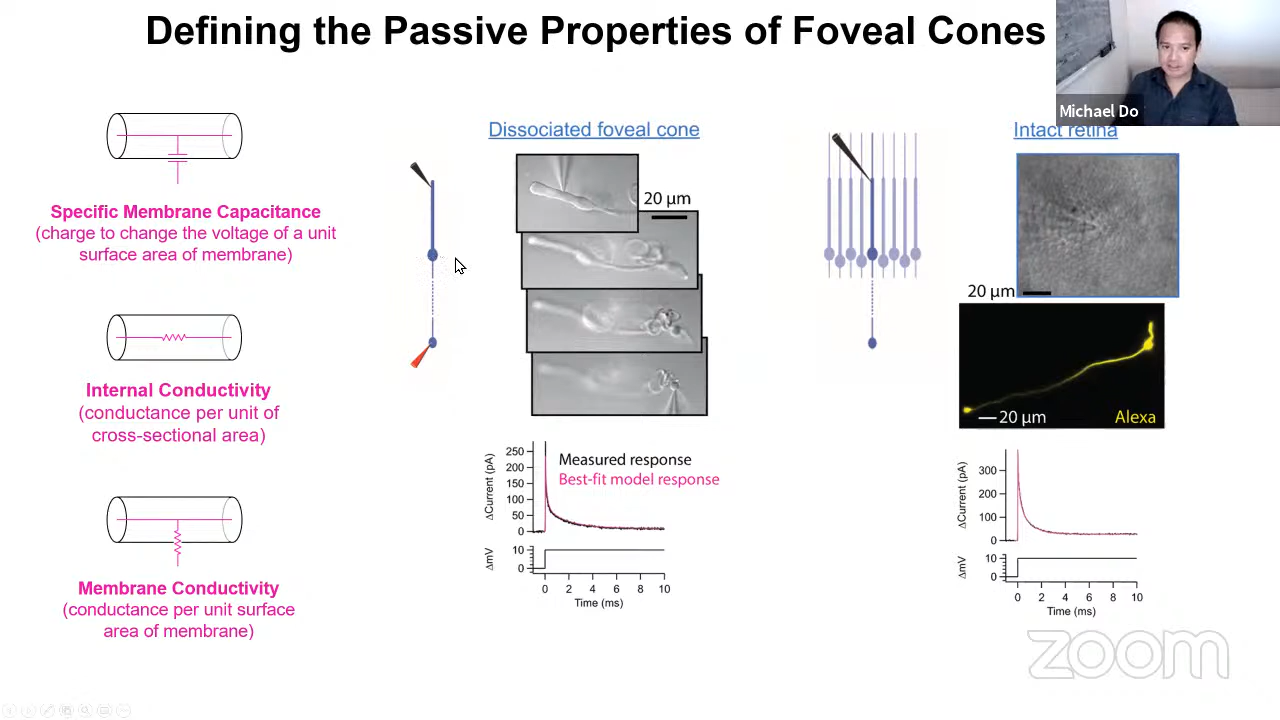 Defining the Passive Properties of Foveal Cones
Michael Do
Specific Membrane Capacitance
(charge to change the voltage of a unit
surface area of membrane)
Internal Conductivity
(conductance per unit of
cross-sectional area)
Membrane Conductivity
(conductance per unit surface
area of membrane)
Dissociated foveal cone
20 µm
Measured response
Best-fit model response
ΔCurrent (pA)
250
200
150
100
50
0
ΔmV
10
0
0 2 4 6 8 10
Time (ms)
Intact retina
20 µm
20 µm
Alexa
ΔCurrent (pA)
300
200
100
0
ΔmV
10
0
0 2 4 6 8 10
Time (ms)
zoom